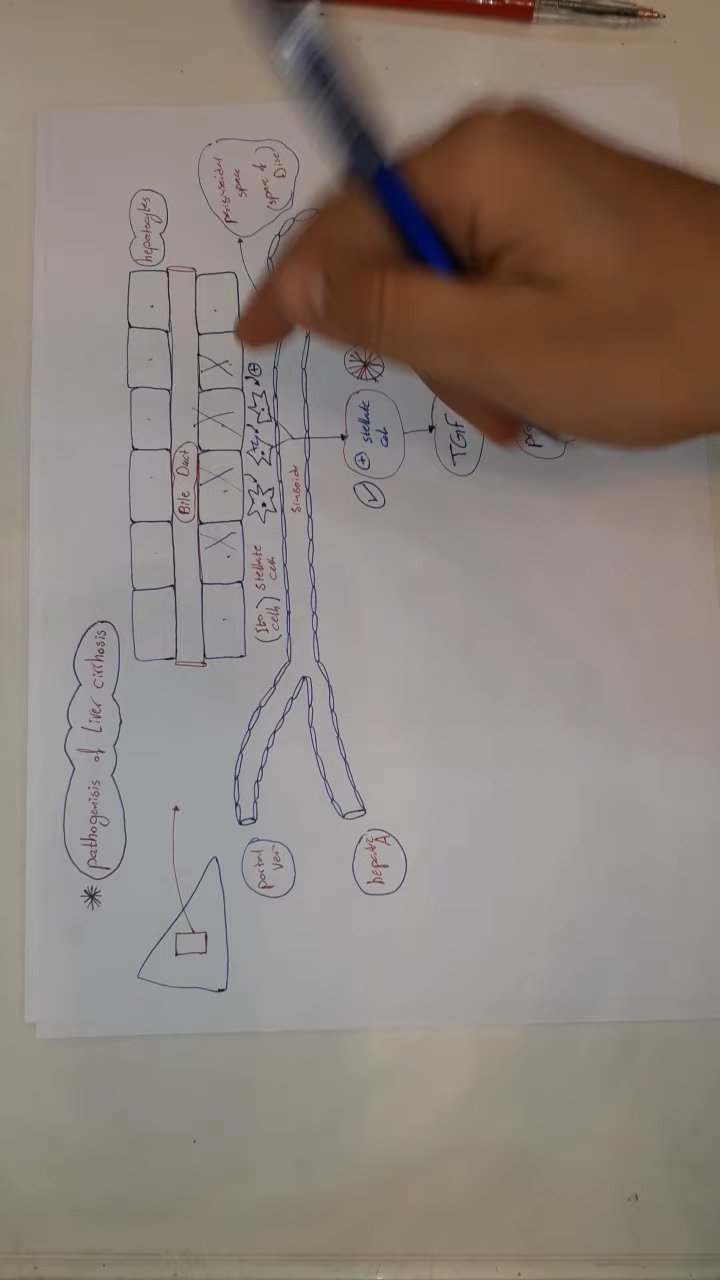 * pathogenisis of Liver cirrhosis
hepatocytes
perisinusoidal
space
(space of
Disse)
Bile Duct
(Ito
cell)
Stellate
cell
sinusoids
✓ ⊕ stellate
cell
TGF
portal
Vein
hepatic
A